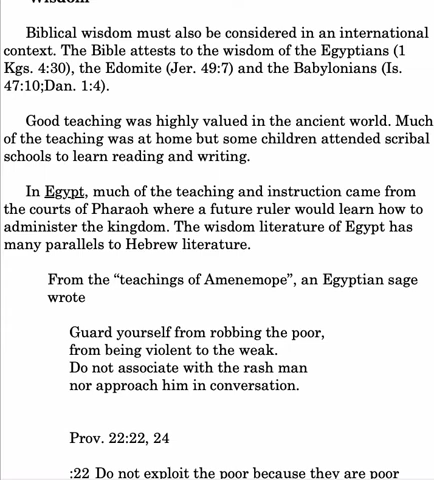 Wisdom
Biblical wisdom must also be considered in an international
context. The Bible attests to the wisdom of the Egyptians (1
Kgs. 4:30), the Edomite (Jer. 49:7) and the Babylonians (Is.
47:10;Dan. 1:4).
Good teaching was highly valued in the ancient world. Much
of the teaching was at home but some children attended scribal
schools to learn reading and writing.
In Egypt, much of the teaching and instruction came from
the courts of Pharaoh where a future ruler would learn how to
administer the kingdom. The wisdom literature of Egypt has
many parallels to Hebrew literature.
From the “teachings of Amenemope”, an Egyptian sage
wrote
Guard yourself from robbing the poor,
from being violent to the weak.
Do not associate with the rash man
nor approach him in conversation.
Prov. 22:22, 24
:22 Do not exploit the poor because they are poor